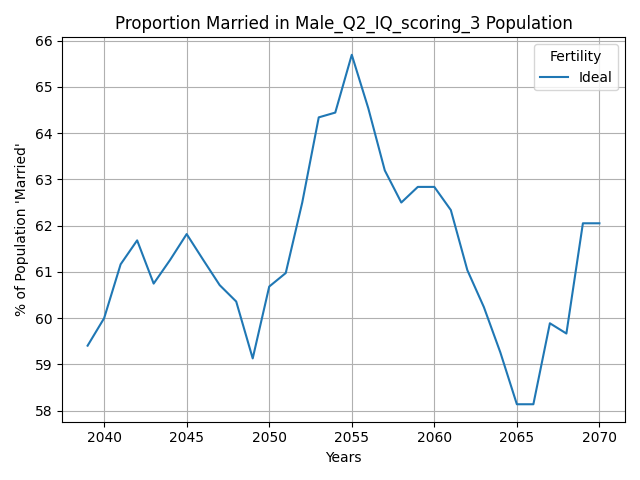 Proportion Married in Male_Q2_IQ_scoring_3 Population
% of Population 'Married'
66
65
64
63
62
61
60
59
58
Fertility
Ideal
2040 2045 2050 2055 2060 2065 2070
Years